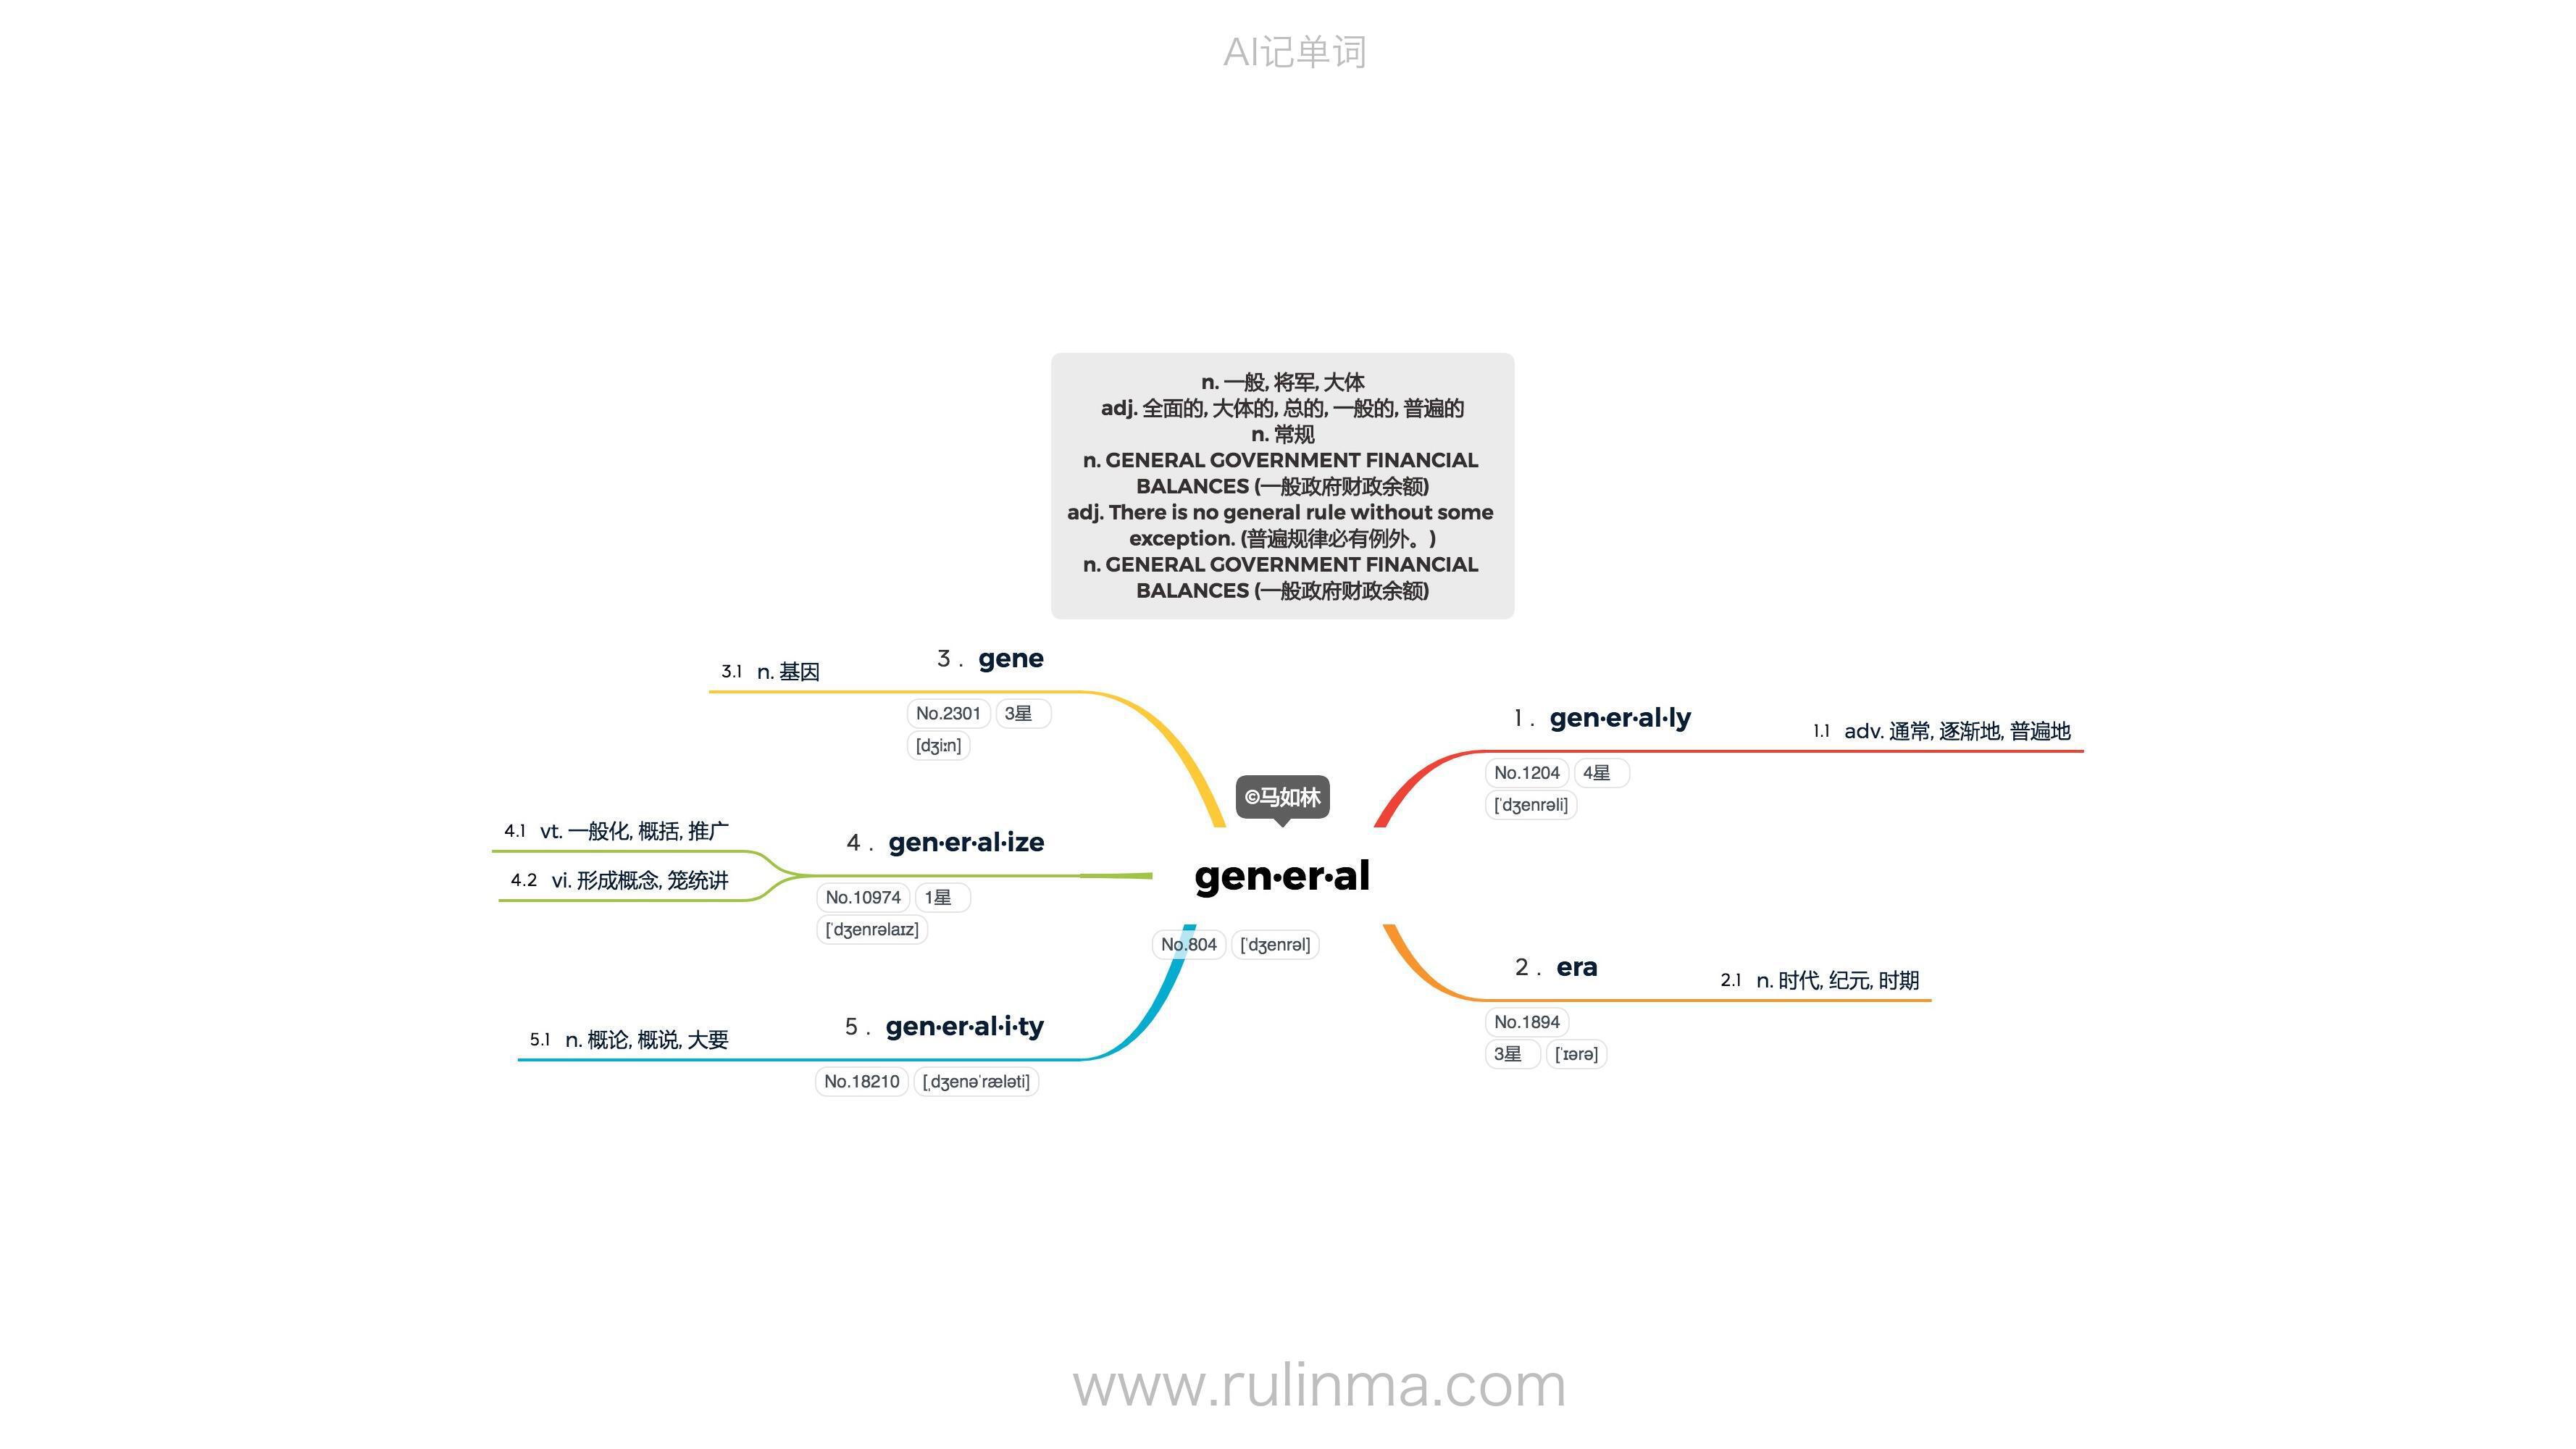 AI记单词
n. 一般, 将军, 大体
adj. 全面的, 大体的, 总的, 一般的, 普遍的
n. 常规
n. GENERAL GOVERNMENT FINANCIAL
BALANCES (一般政府财政余额)
adj. There is no general rule without some
exception. (普遍规律必有例外。)
n. GENERAL GOVERNMENT FINANCIAL
BALANCES (一般政府财政余额)
©马如林
gen·er·al
No.804 [ˈdʒenrəl]
1. gen·er·al·ly
No.1204 4星
[ˈdʒenrəli]
1.1 adv. 通常, 逐渐地, 普遍地
2. era
No.1894
3星 [ˈɪərə]
2.1 n. 时代, 纪元, 时期
3. gene
No.2301 3星
[dʒiːn]
3.1 n. 基因
4. gen·er·al·ize
No.10974 1星
[ˈdʒenrəlaɪz]
4.1 vt. 一般化, 概括, 推广
4.2 vi. 形成概念, 笼统讲
5. gen·er·al·i·ty
No.18210 [ˌdʒenəˈræləti]
5.1 n. 概论, 概说, 大要
www.rulinma.com